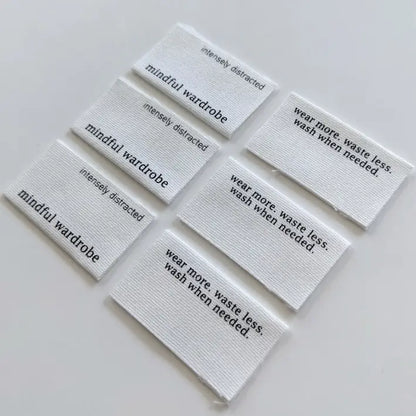 intensely distracted
mindful wardrobe
intensely distracted
mindful wardrobe
intensely distracted
mindful wardrobe
wear more. waste less.
wash when needed.
wear more. waste less.
wash when needed.
wear more. waste less.
wash when needed.